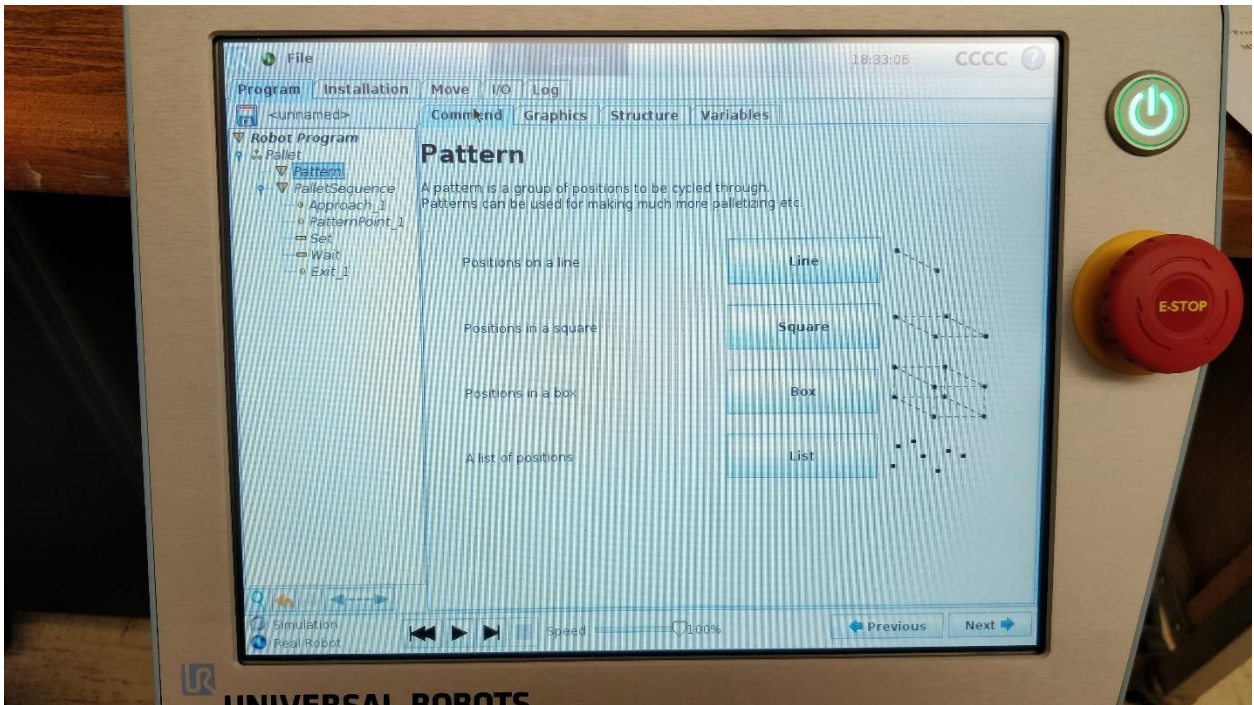 File
18:33:06 CCCC ?
Program Installation Move I/O Log
<unnamed>
Command Graphics Structure Variables
Robot Program
Pallet
Pattern
PalletSequence
Approach_1
PatternPoint_1
Set
Wait
Exit_1
Pattern
A pattern is a group of positions to be cycled through.
Patterns can be used for making much more palletizing etc.
Positions on a line Line
Positions in a square Square
Positions in a box Box
A list of positions List
Simulation
Real Robot
Speed 100%
Previous Next
E-STOP
UR
UNIVERSAL ROBOTS